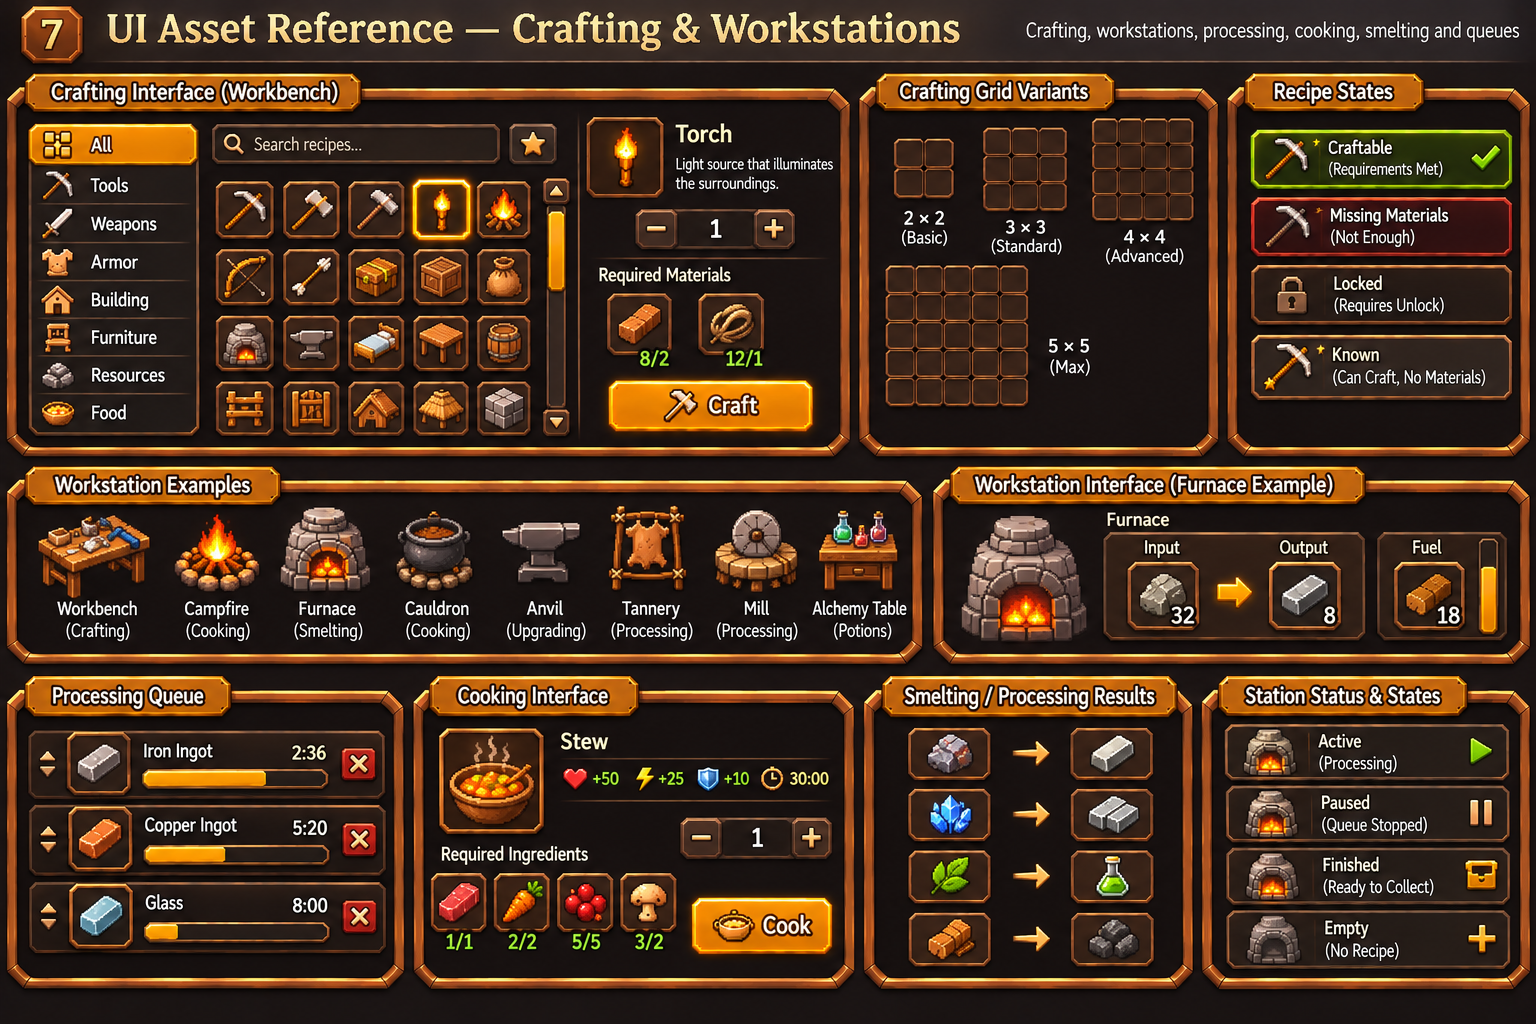 7
UI Asset Reference — Crafting & Workstations
Crafting, workstations, processing, cooking, smelting and queues
Crafting Interface (Workbench)
All
Tools
Weapons
Armor
Building
Furniture
Resources
Food
Search recipes...
Torch
Light source that illuminates
the surroundings.
1
Required Materials
8/2
12/1
Craft
Crafting Grid Variants
2 × 2
(Basic)
3 × 3
(Standard)
4 × 4
(Advanced)
5 × 5
(Max)
Recipe States
Craftable
(Requirements Met)
Missing Materials
(Not Enough)
Locked
(Requires Unlock)
Known
(Can Craft, No Materials)
Workstation Examples
Workbench
(Crafting)
Campfire
(Cooking)
Furnace
(Smelting)
Cauldron
(Cooking)
Anvil
(Upgrading)
Tannery
(Processing)
Mill
(Processing)
Alchemy Table
(Potions)
Workstation Interface (Furnace Example)
Furnace
Input
32
Output
8
Fuel
18
Processing Queue
Iron Ingot 2:36
Copper Ingot 5:20
Glass 8:00
Cooking Interface
Stew
+50 +25 +10 30:00
1
Required Ingredients
1/1 2/2 5/5 3/2
Cook
Smelting / Processing Results
Station Status & States
Active
(Processing)
Paused
(Queue Stopped)
Finished
(Ready to Collect)
Empty
(No Recipe)